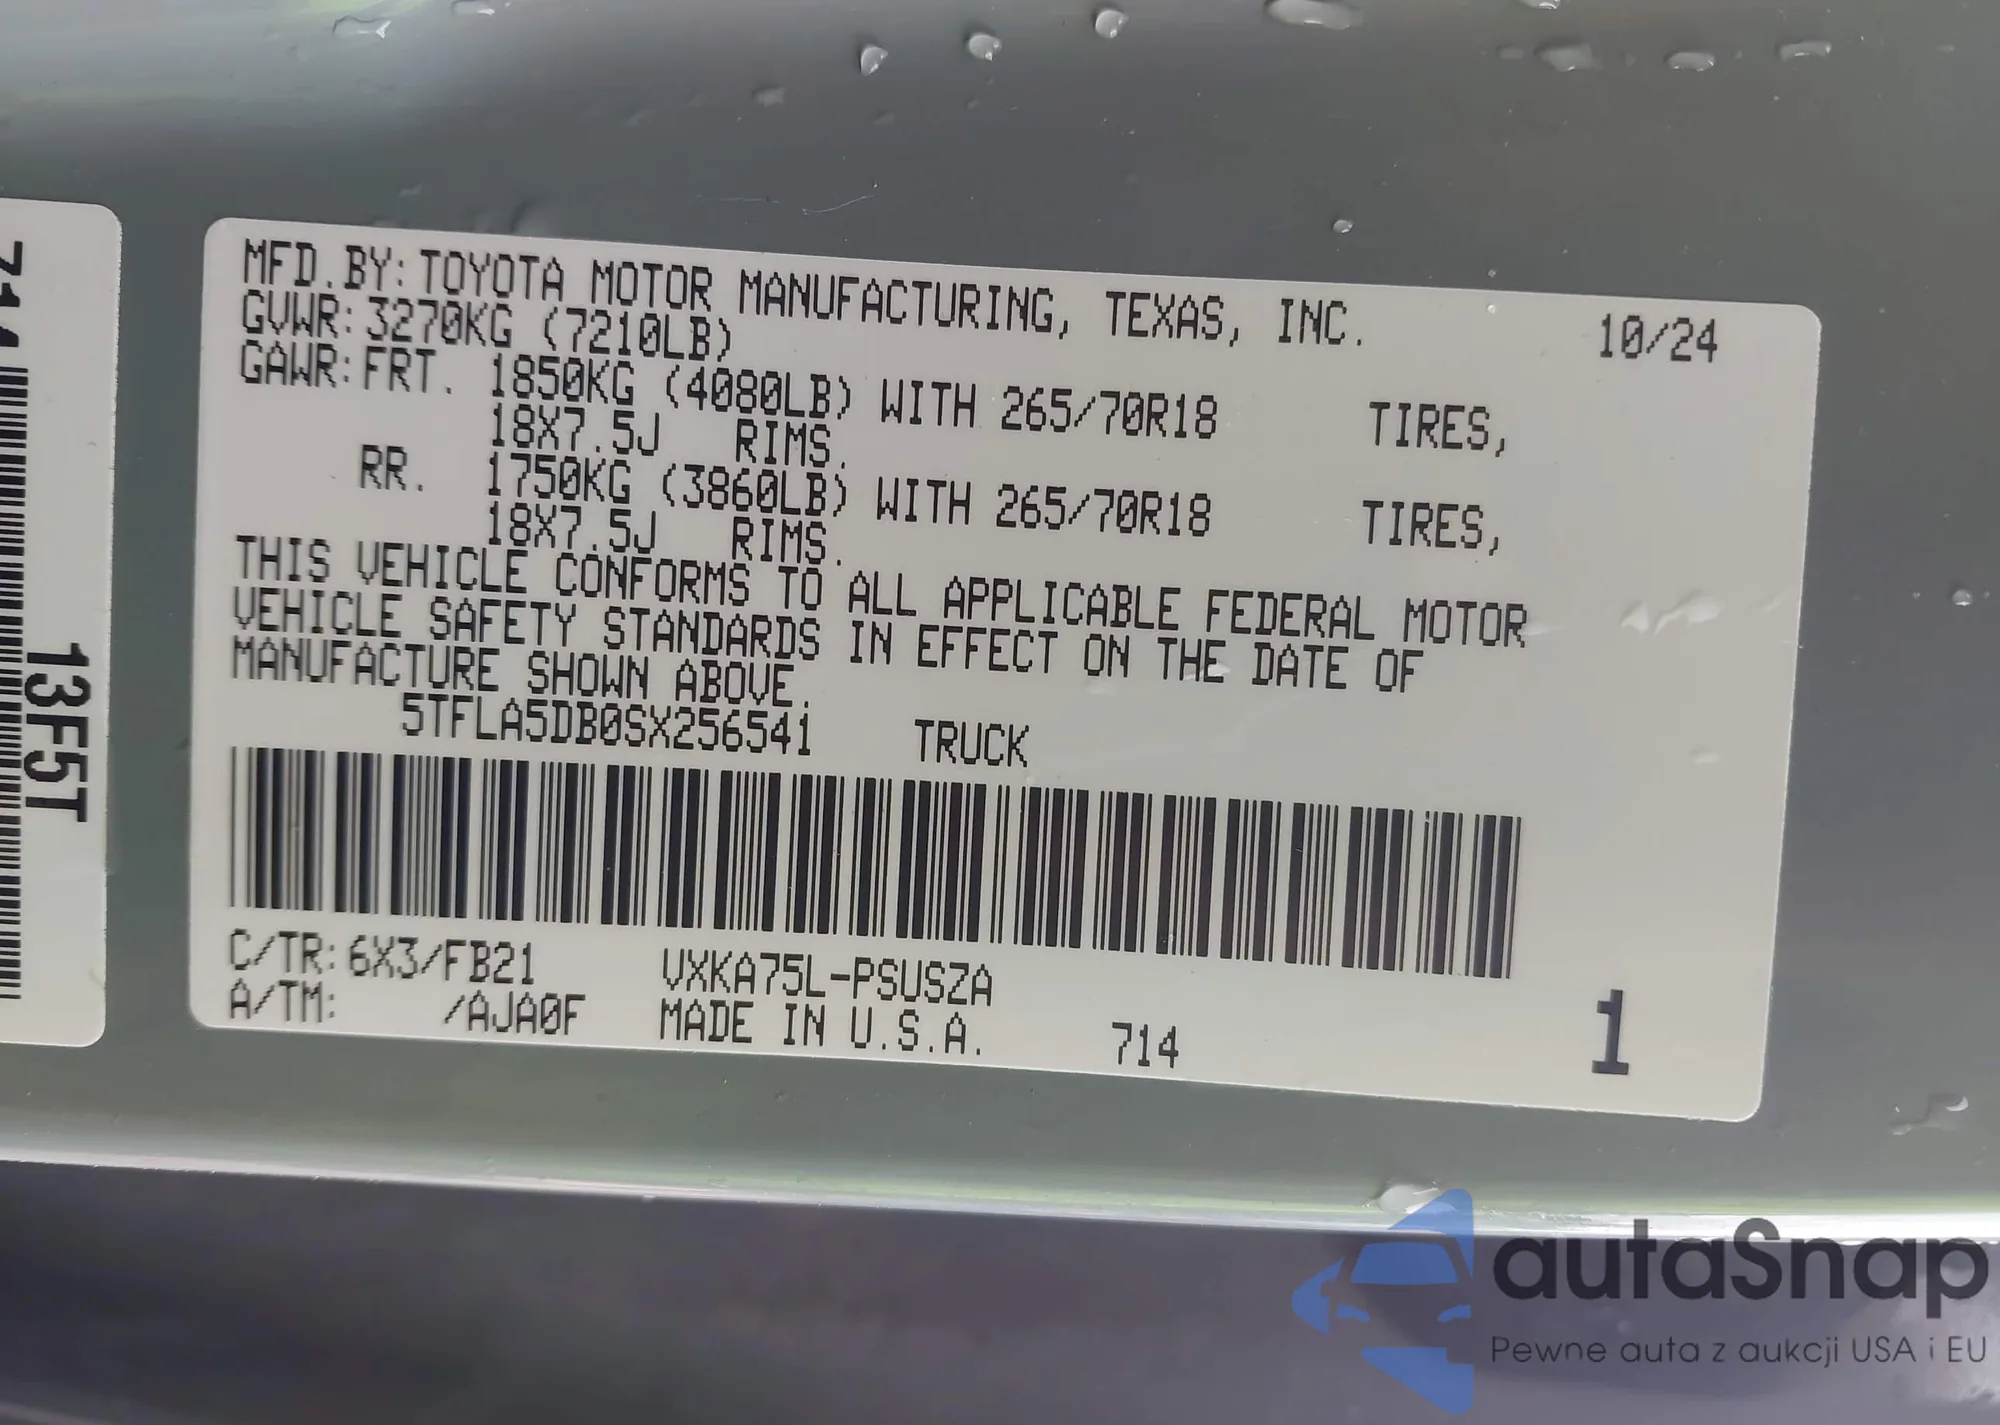 MFD.BY: TOYOTA MOTOR MANUFACTURING, TEXAS, INC. 10/24
GVWR: 3270KG (7210LB)
GAWR: FRT. 1850KG (4080LB) WITH 265/70R18 TIRES,
18X7.5J RIMS.
RR. 1750KG (3860LB) WITH 265/70R18 TIRES,
18X7.5J RIMS.
THIS VEHICLE CONFORMS TO ALL APPLICABLE FEDERAL MOTOR
VEHICLE SAFETY STANDARDS IN EFFECT ON THE DATE OF
MANUFACTURE SHOWN ABOVE.
5TFLA5DB0SX256541 TRUCK
C/TR: 6X3/FB21 VXKA75L-PSUSZA
A/TM: /AJA0F MADE IN U.S.A. 714 1
13F5T
autaSnap
Pewne auta z aukcji USA i EU